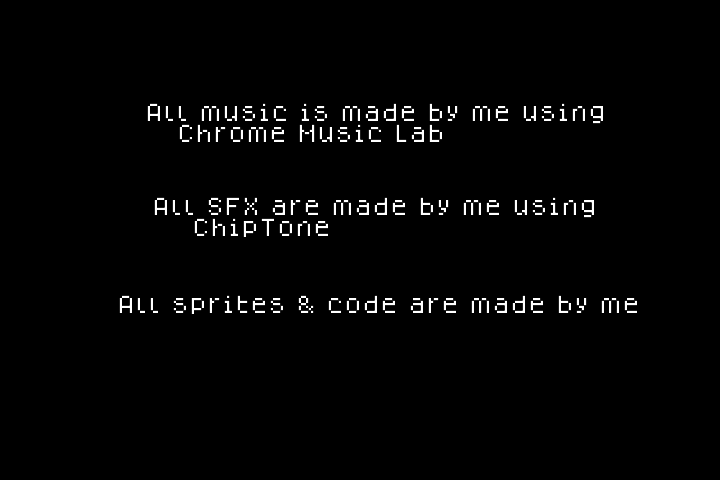 All music is made by me using
Chrome Music Lab
All SFX are made by me using
ChipTone
All sprites & code are made by me